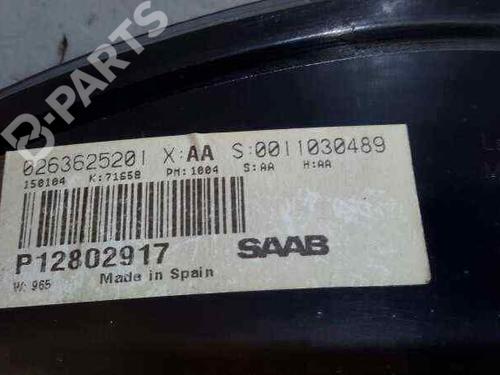 B-PARTS
0263625201 X:AA S:0011030489
150104 K:71658 PM:1004 S:AA H:AA
P12802917 SAAB
W: 965 Made in Spain